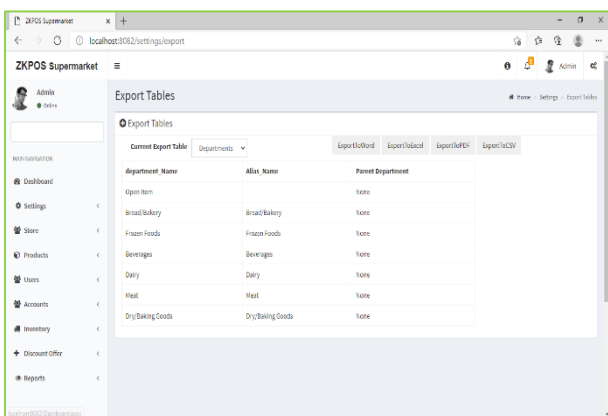 ZKPOS Supermarket
localhost:8082/settings/export
ZKPOS Supermarket
Admin
Admin
Online
Export Tables
Home > Settings > Export Tables
Export Tables
Current Export Table Departments ExportToWord ExportToExcel ExportToPDF ExportToCSV
MAIN NAVIGATION
Dashboard
Settings
Store
Products
Users
Accounts
Inventory
Discount Offer
Reports
department_Name Alias_Name Parent Department
Open Item None
Bread/Bakery Bread/Bakery None
Frozen Foods Frozen Foods None
Beverages Beverages None
Dairy Dairy None
Meat Meat None
Dry/Baking Goods Dry/Baking Goods None